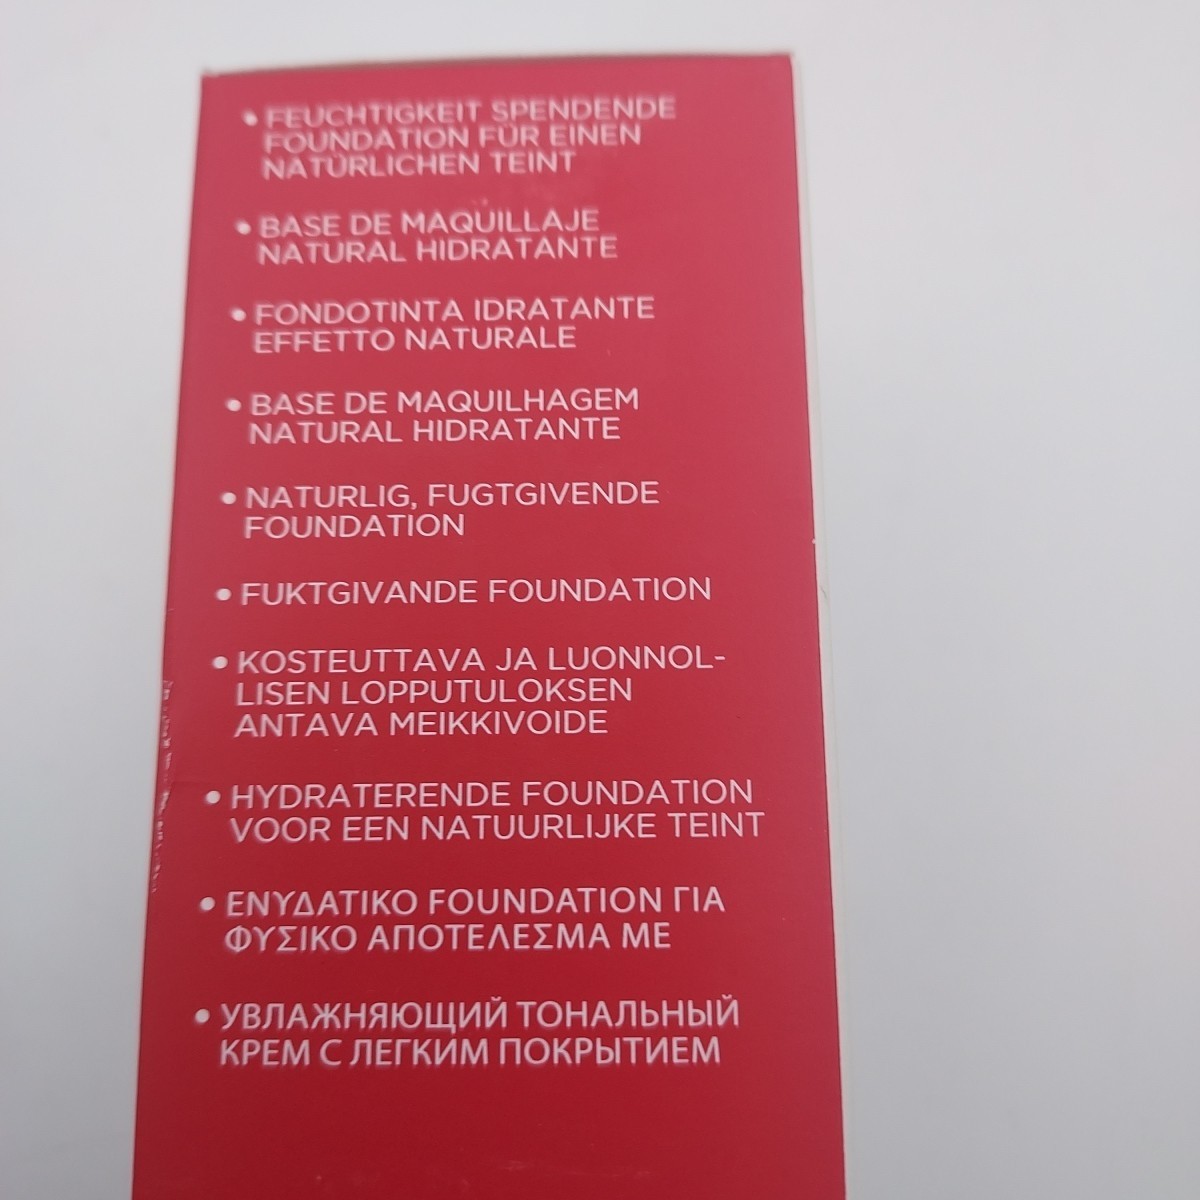 • FEUCHTIGKEIT SPENDENDE
FOUNDATION FÜR EINEN
NATÜRLICHEN TEINT
• BASE DE MAQUILLAJE
NATURAL HIDRATANTE
• FONDOTINTA IDRATANTE
EFFETTO NATURALE
• BASE DE MAQUILHAGEM
NATURAL HIDRATANTE
• NATURLIG, FUGTGIVENDE
FOUNDATION
• FUKTGIVANDE FOUNDATION
• KOSTEUTTAVA JA LUONNOL-
LISEN LOPPUTULOKSEN
ANTAVA MEIKKIVOIDE
• HYDRATERENDE FOUNDATION
VOOR EEN NATUURLIJKE TEINT
• ΕΝΥΔΑΤΙΚΟ FOUNDATION ΓΙΑ
ΦΥΣΙΚΟ ΑΠΟΤΕΛΕΣΜΑ ΜΕ
• УВЛАЖНЯЮЩИЙ ТОНАЛЬНЫЙ
КРЕМ С ЛЕГКИМ ПОКРЫТИЕМ